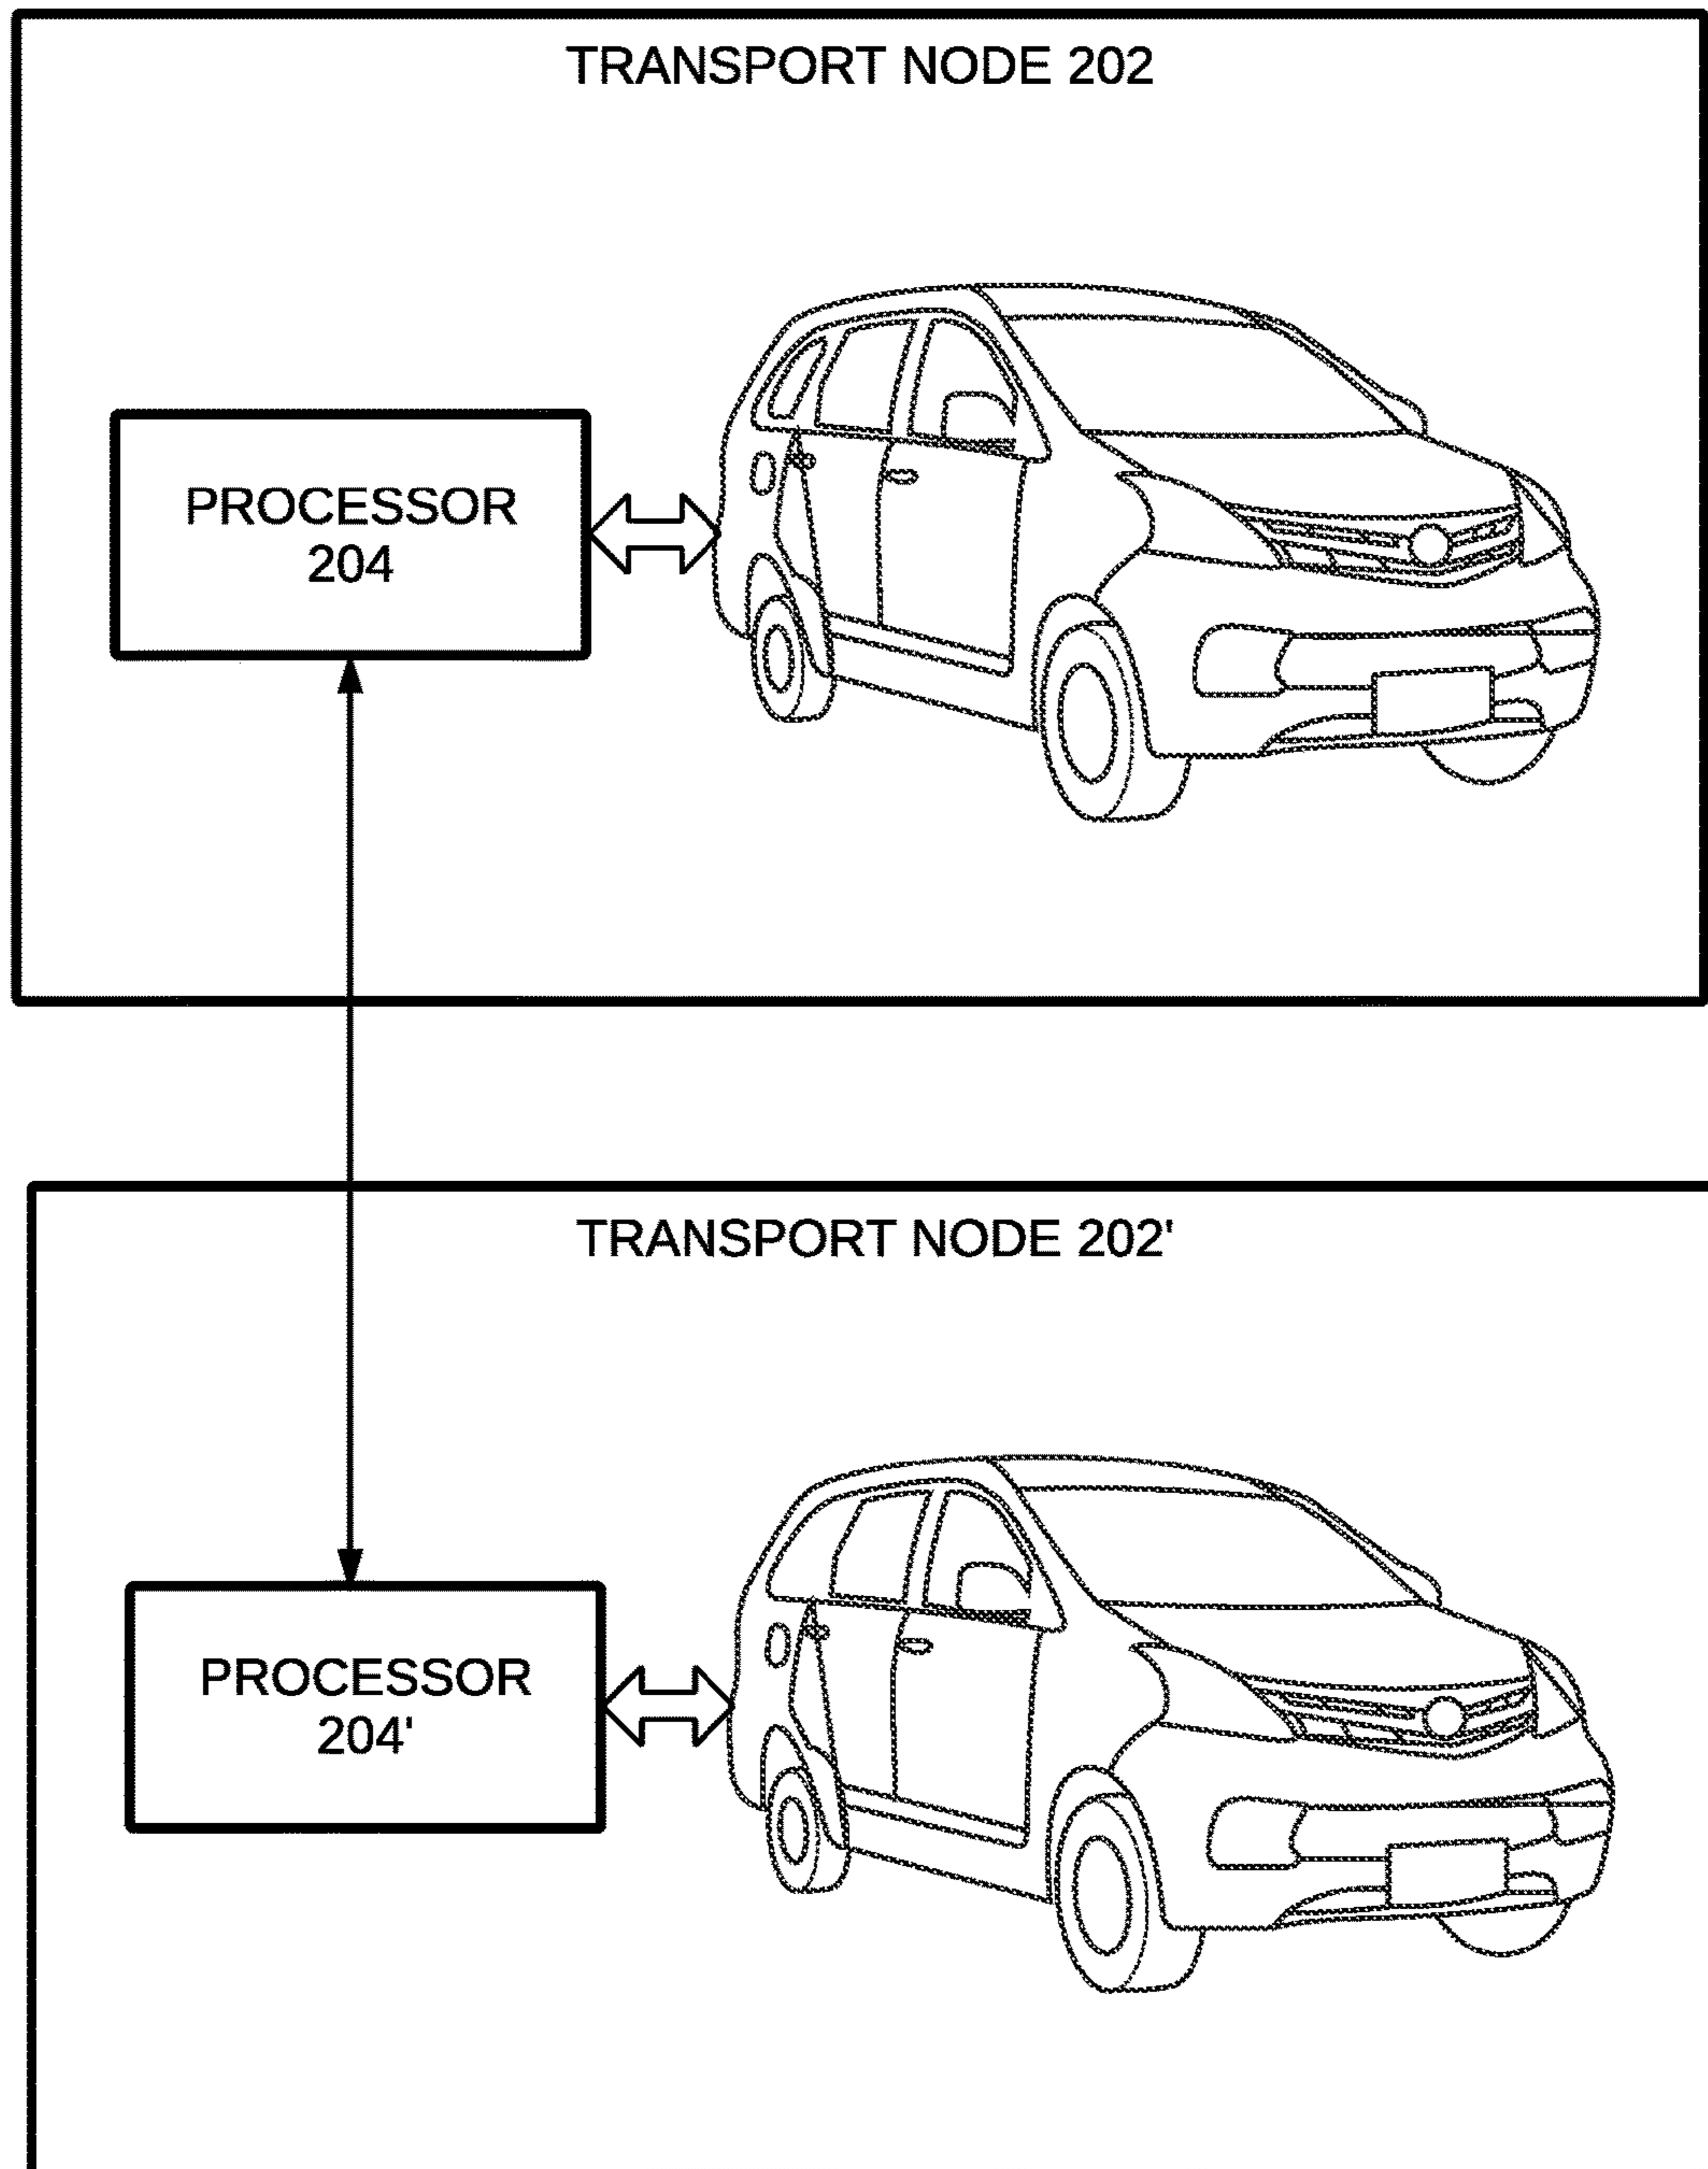 TRANSPORT NODE 202
PROCESSOR
204
TRANSPORT NODE 202'
PROCESSOR
204'